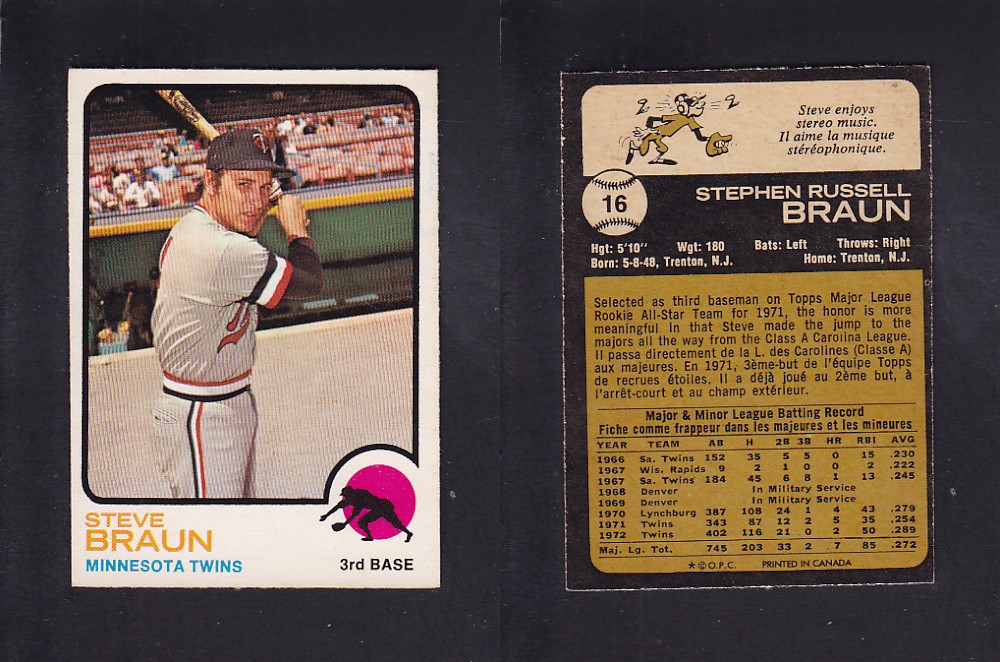 STEVE
BRAUN
MINNESOTA TWINS
3rd BASE
Steve enjoys
stereo music.
Il aime la musique
stéréophonique.
16
STEPHEN RUSSELL
BRAUN
Hgt: 5'10" Wgt: 180 Bats: Left Throws: Right
Born: 5-8-48, Trenton, N.J. Home: Trenton, N.J.
Selected as third baseman on Topps Major League
Rookie All-Star Team for 1971, the honor is more
meaningful in that Steve made the jump to the
majors all the way from the Class A Carolina League.
Il passa directement de la L. des Carolines (Classe A)
aux majeures. En 1971, 3ème-but de l'équipe Topps
de recrues étoiles. Il a déjà joué au 2ème but, à
l'arrêt-court et au champ extérieur.
Major & Minor League Batting Record
Fiche comme frappeur dans les majeures et les mineures
YEAR TEAM AB H 2B 3B HR RBI AVG
1966 Sa. Twins 152 35 5 5 0 15 .230
1967 Wis. Rapids 9 2 1 0 0 2 .222
1967 Sa. Twins 184 45 6 8 1 13 .245
1968 Denver In Military Service
1969 Denver In Military Service
1970 Lynchburg 387 108 24 1 4 43 .279
1971 Twins 343 87 12 2 5 35 .254
1972 Twins 402 116 21 0 2 50 .289
Maj. Lg. Tot. 745 203 33 2 7 85 .272
★ © O.P.C. PRINTED IN CANADA